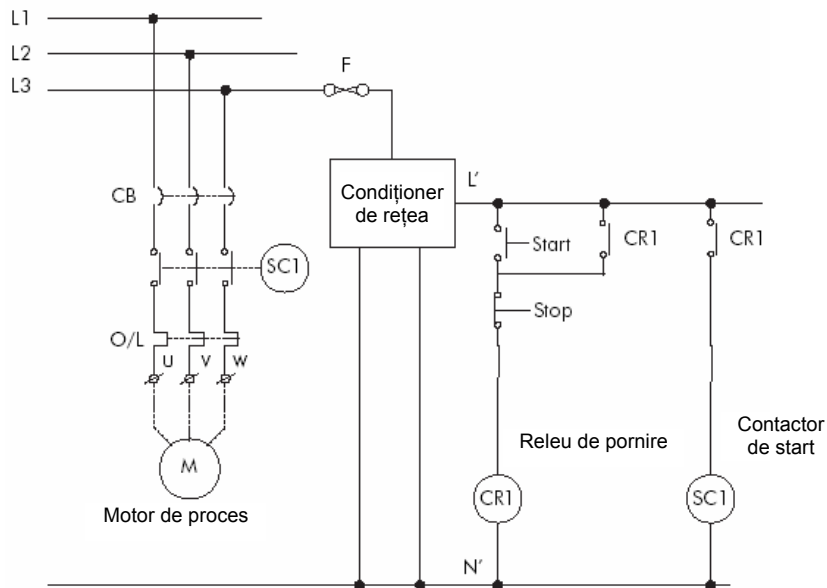 L1
L2
L3
F
CB
Condiționer
de rețea
L'
Start
CR1
CR1
SC1
Stop
O/L
U V W
M
Motor de proces
Releu de pornire
Contactor
de start
CR1
SC1
N'